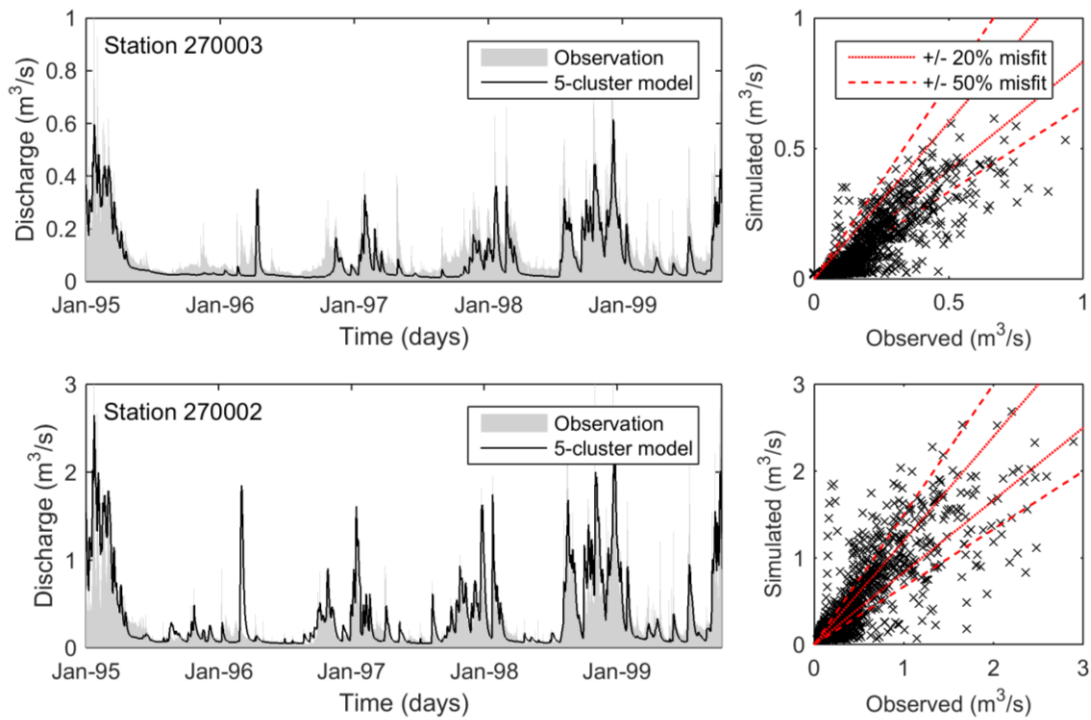 Station 270003
Observation
5-cluster model
Discharge (m³/s)
1
0.8
0.6
0.4
0.2
0
Jan-95
Jan-96
Jan-97
Jan-98
Jan-99
Time (days)
+/- 20% misfit
+/- 50% misfit
Simulated (m³/s)
1
0.5
0
0
0.5
1
Observed (m³/s)
Station 270002
Observation
5-cluster model
Discharge (m³/s)
3
2
1
0
Jan-95
Jan-96
Jan-97
Jan-98
Jan-99
Time (days)
Simulated (m³/s)
3
2
1
0
0
1
2
3
Observed (m³/s)